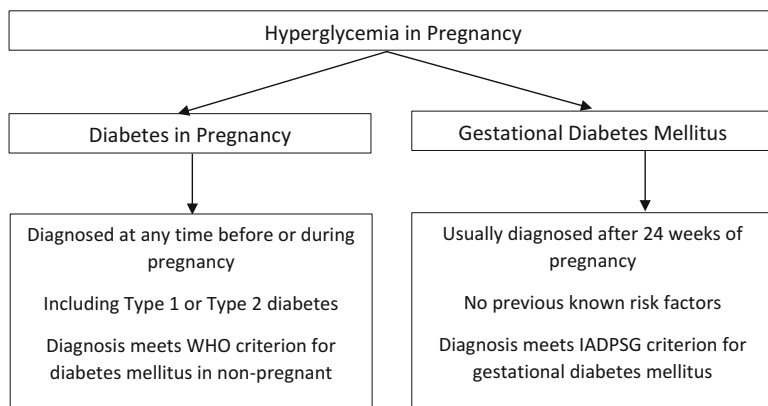 Hyperglycemia in Pregnancy
Diabetes in Pregnancy
Gestational Diabetes Mellitus
Diagnosed at any time before or during
pregnancy
Including Type 1 or Type 2 diabetes
Diagnosis meets WHO criterion for
diabetes mellitus in non-pregnant
Usually diagnosed after 24 weeks of
pregnancy
No previous known risk factors
Diagnosis meets IADPSG criterion for
gestational diabetes mellitus